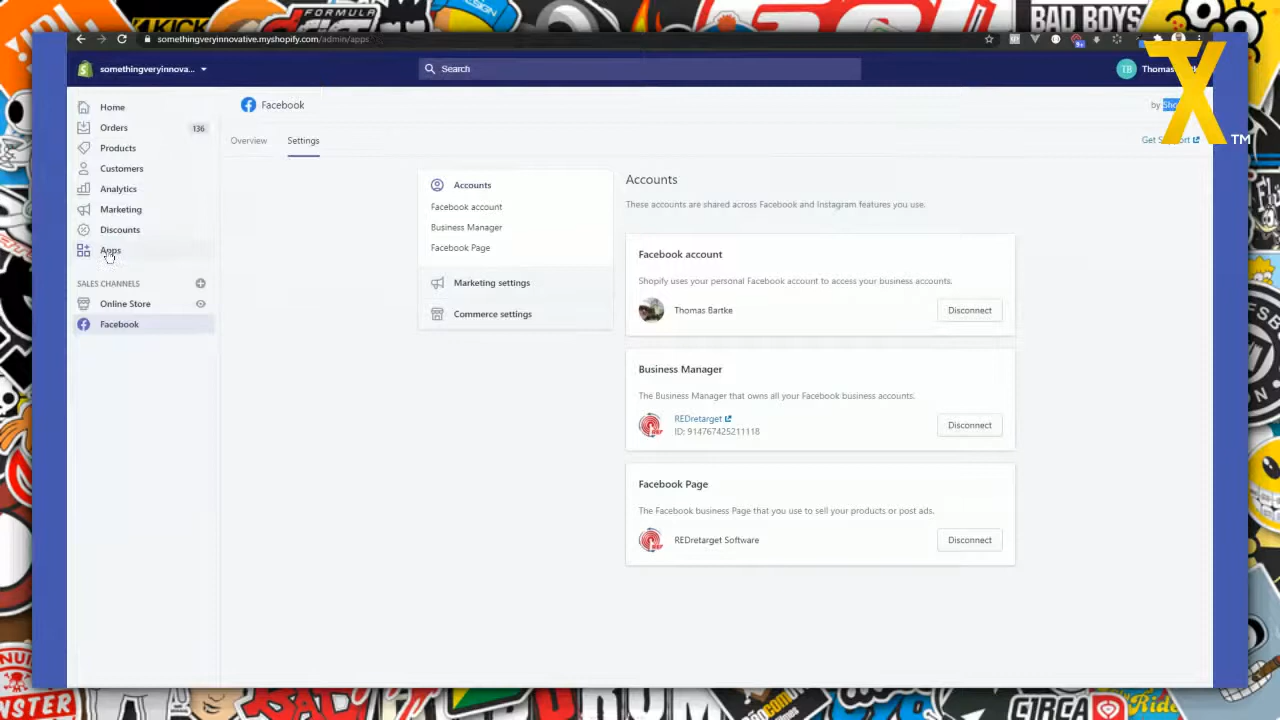 FORMULA
BAD BOYS
somethingveryinnovative.myshopify.com/admin/apps
somethingveryinnova...
Search
TB
Thomas
TX™
Home
Orders
136
Products
Customers
Analytics
Marketing
Discounts
Apps
SALES CHANNELS
Online Store
Facebook
Facebook
by
Overview
Settings
Get
Accounts
Facebook account
Business Manager
Facebook Page
Marketing settings
Commerce settings
Accounts
These accounts are shared across Facebook and Instagram features you use.
Facebook account
Shopify uses your personal Facebook account to access your business accounts.
Thomas Bartke
Disconnect
Business Manager
The Business Manager that owns all your Facebook business accounts.
REDretarget
ID: 914767425211118
Disconnect
Facebook Page
The Facebook business Page that you use to sell your products or post ads.
REDretarget Software
Disconnect
CIRCA
Ride